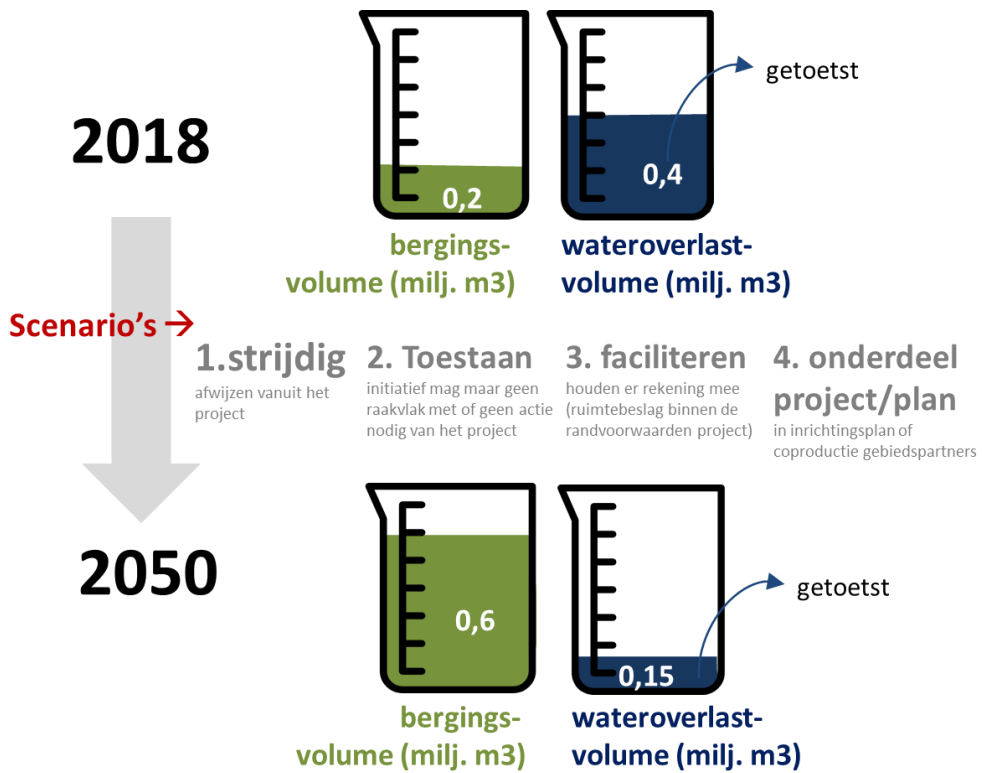 2018
0,2
0,4
getoetst
bergings-
volume (milj. m3)
wateroverlast-
volume (milj. m3)
Scenario’s →
1.strijdig
afwijzen vanuit het
project
2. Toestaan
initiatief mag maar geen
raakvlak met of geen actie
nodig van het project
3. faciliteren
houden er rekening mee
(ruimtebeslag binnen de
randvoorwaarden project)
4. onderdeel
project/plan
in inrichtingsplan of
coproductie gebiedspartners
2050
0,6
0,15
getoetst
bergings-
volume (milj. m3)
wateroverlast-
volume (milj. m3)